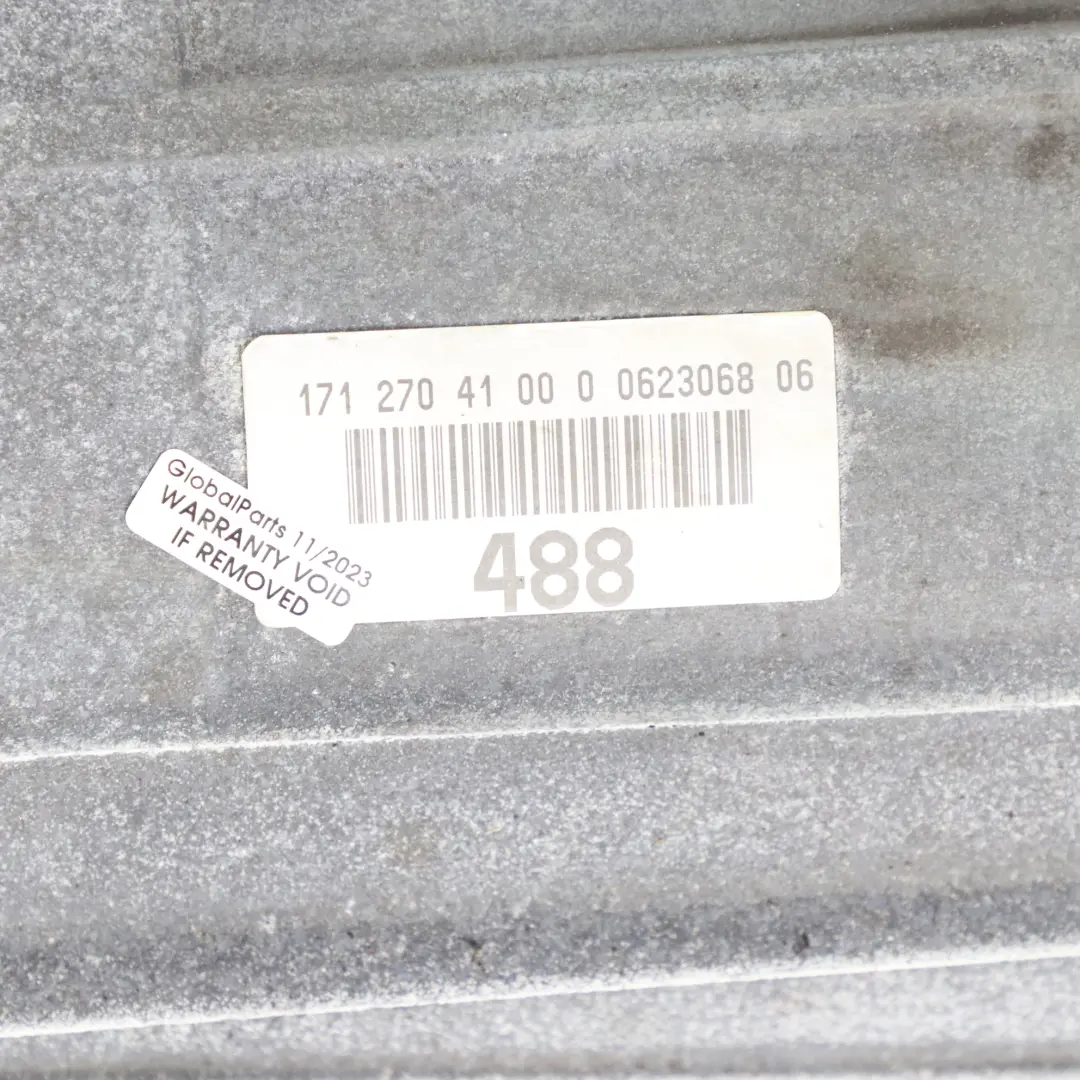 171 270 41 00 0 0623068 06
488
GlobalParts 11/2023
WARRANTY VOID
IF REMOVED